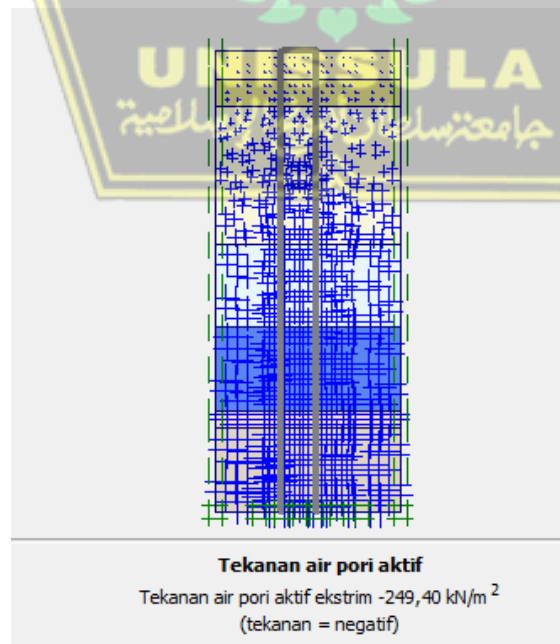 UNISSULA
جامعة سلطان أجونج الإسلامية
Tekanan air pori aktif
Tekanan air pori aktif ekstrim -249,40 kN/m²
(tekanan = negatif)